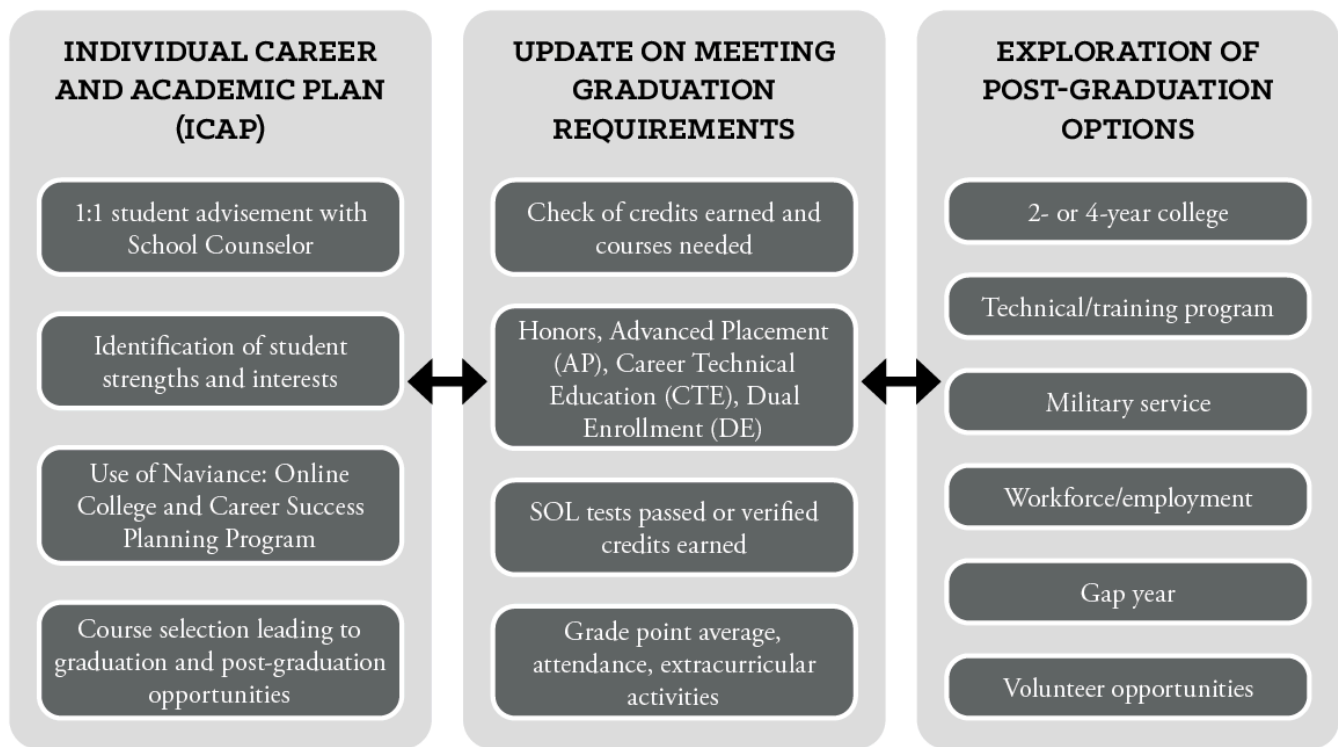 INDIVIDUAL CAREER
AND ACADEMIC PLAN
(ICAP)
1:1 student advisement with
School Counselor
Identification of student
strengths and interests
Use of Naviance: Online
College and Career Success
Planning Program
Course selection leading to
graduation and post-graduation
opportunities
UPDATE ON MEETING
GRADUATION
REQUIREMENTS
Check of credits earned and
courses needed
Honors, Advanced Placement
(AP), Career Technical
Education (CTE), Dual
Enrollment (DE)
SOL tests passed or verified
credits earned
Grade point average,
attendance, extracurricular
activities
EXPLORATION OF
POST-GRADUATION
OPTIONS
2- or 4-year college
Technical/training program
Military service
Workforce/employment
Gap year
Volunteer opportunities